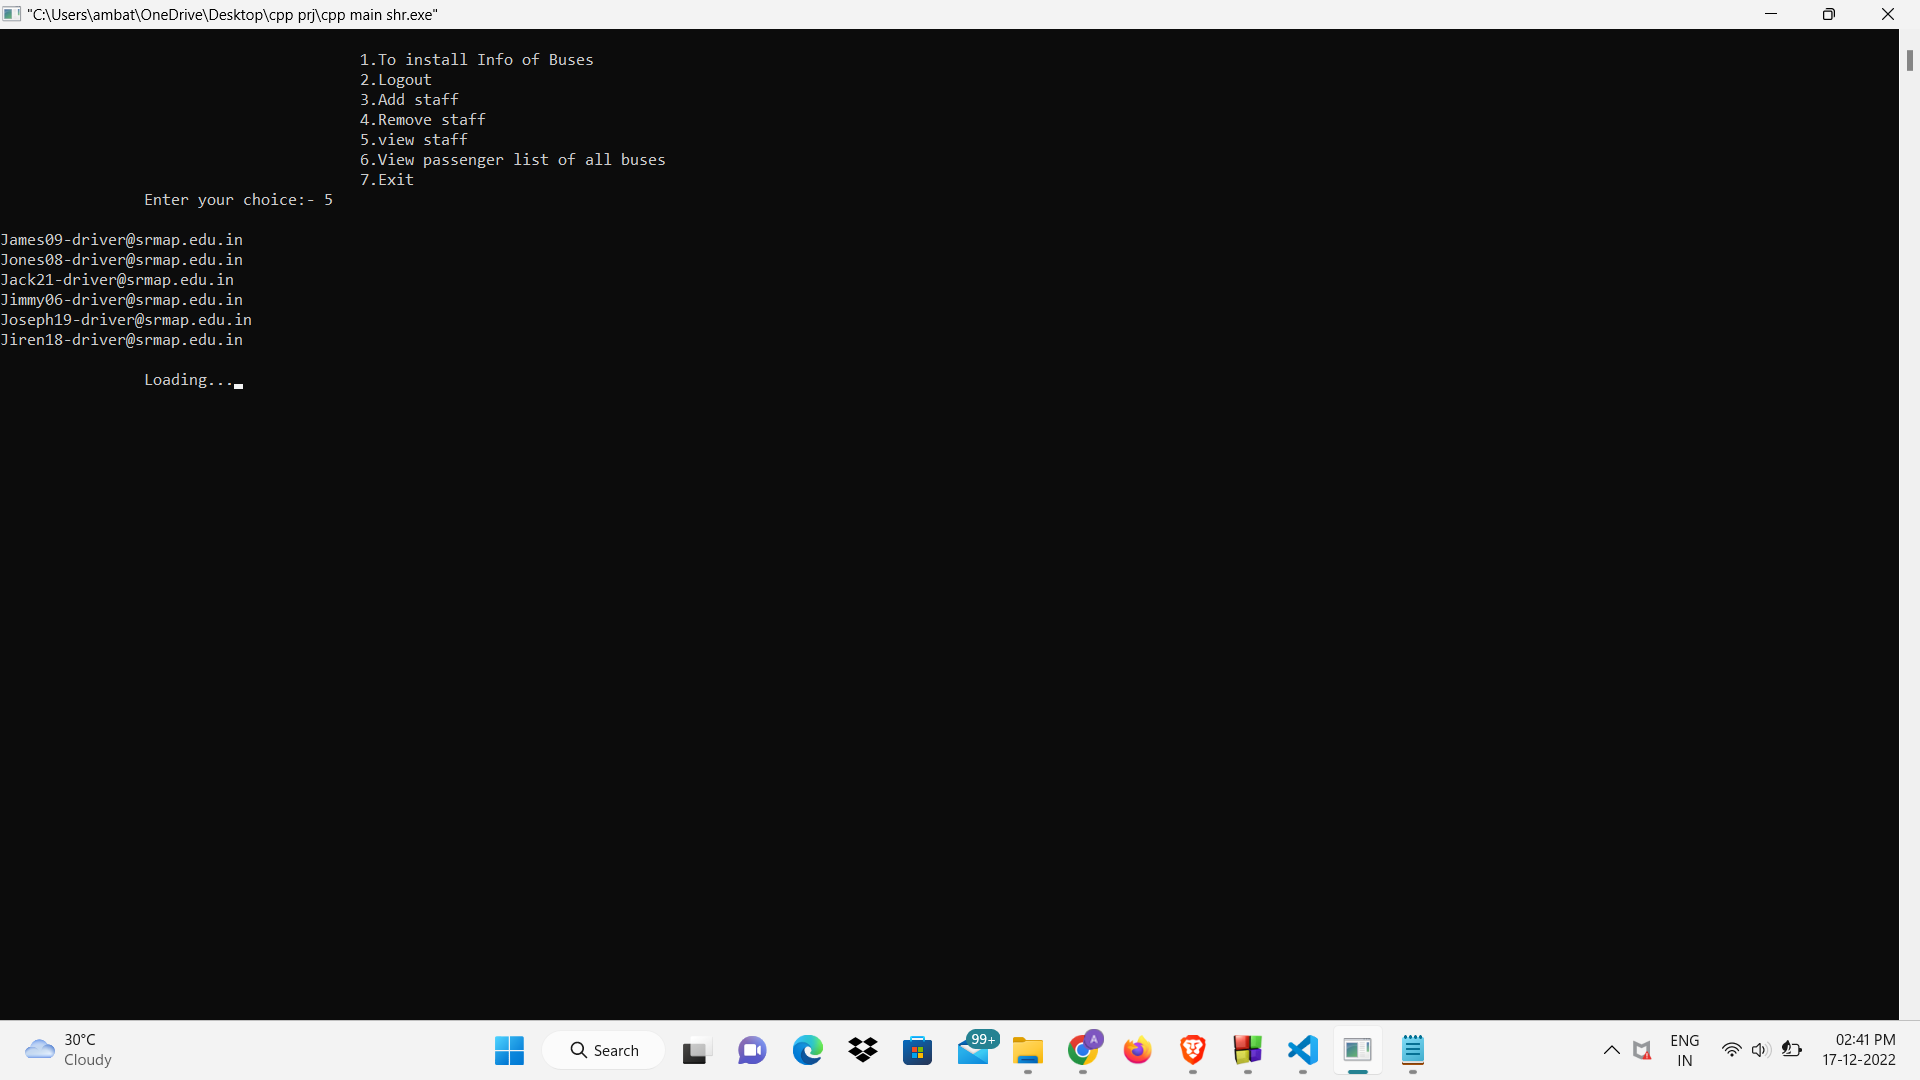 "C:\Users\ambat\OneDrive\Desktop\cpp prj\cpp main shr.exe"
1.To install Info of Buses
2.Logout
3.Add staff
4.Remove staff
5.view staff
6.View passenger list of all buses
7.Exit
Enter your choice:- 5
James09-driver@srmap.edu.in
Jones08-driver@srmap.edu.in
Jack21-driver@srmap.edu.in
Jimmy06-driver@srmap.edu.in
Joseph19-driver@srmap.edu.in
Jiren18-driver@srmap.edu.in
Loading...
30°C
Cloudy
Search
99+
A
ENG
IN
02:41 PM
17-12-2022